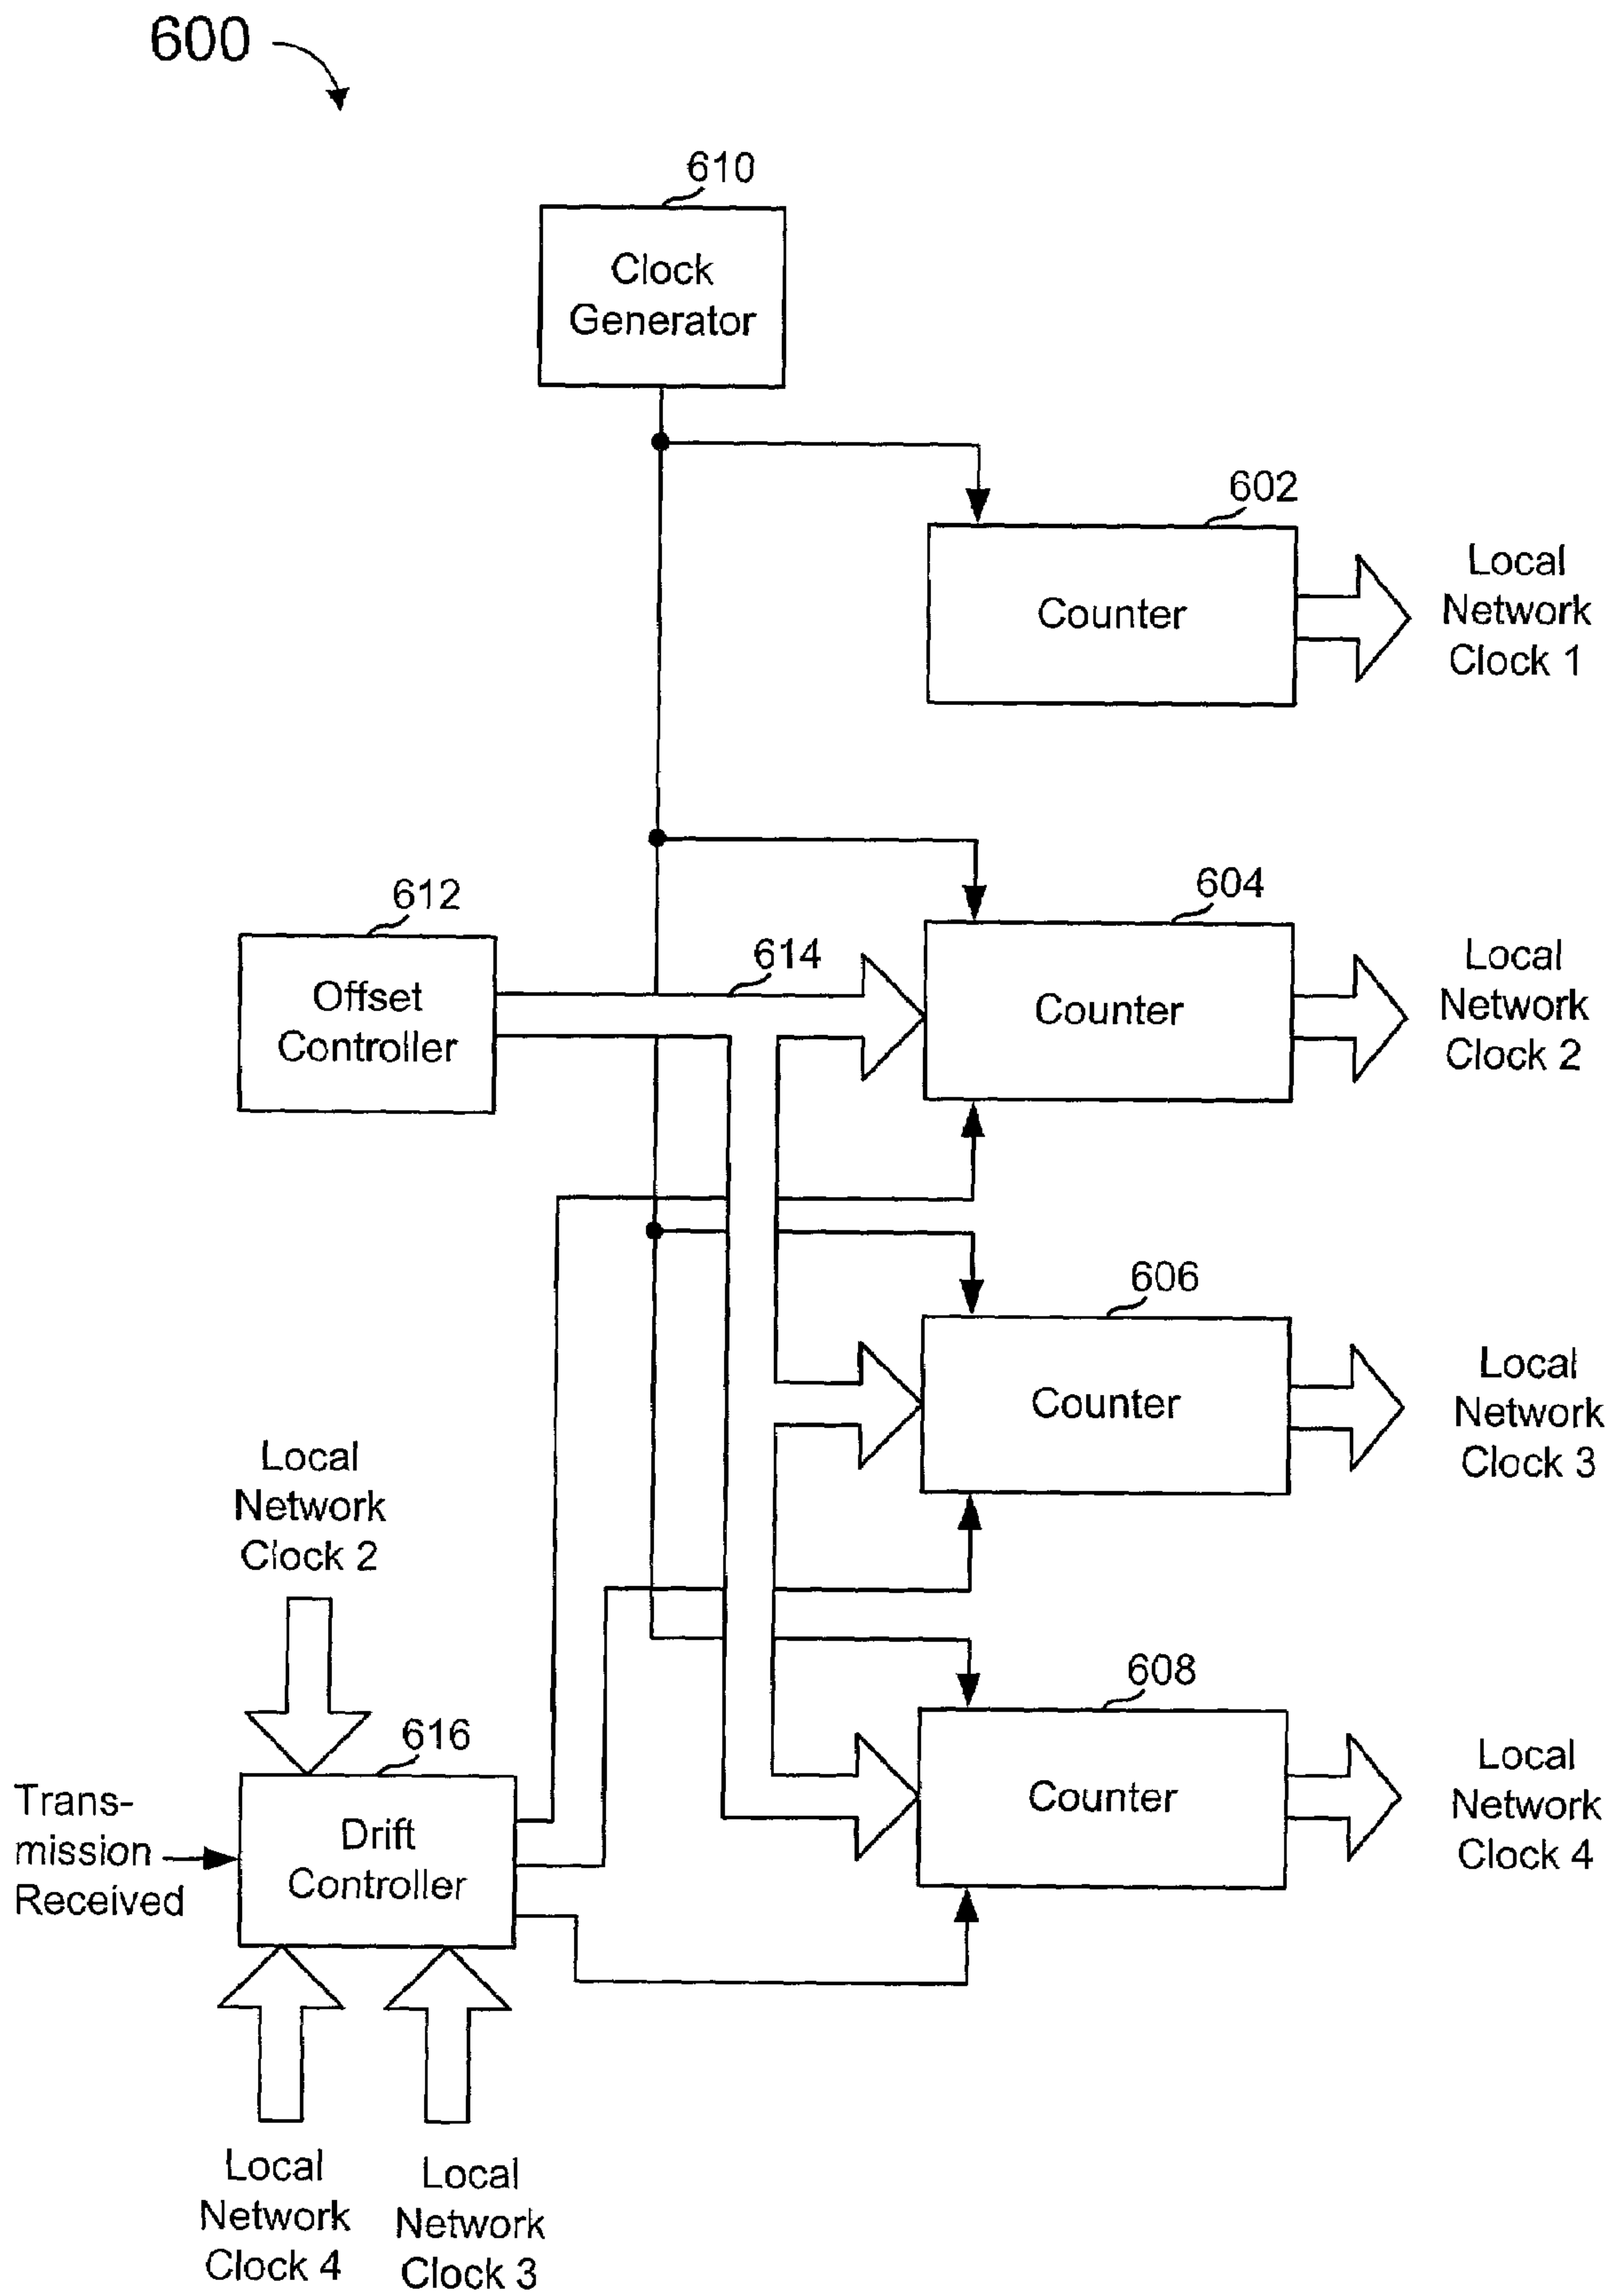 600
610
Clock
Generator
602
Counter
Local
Network
Clock 1
612
Offset
Controller
614
604
Counter
Local
Network
Clock 2
606
Counter
Local
Network
Clock 3
Local
Network
Clock 2
608
Counter
Local
Network
Clock 4
616
Trans-
mission
Received
Drift
Controller
Local
Network
Clock 4
Local
Network
Clock 3